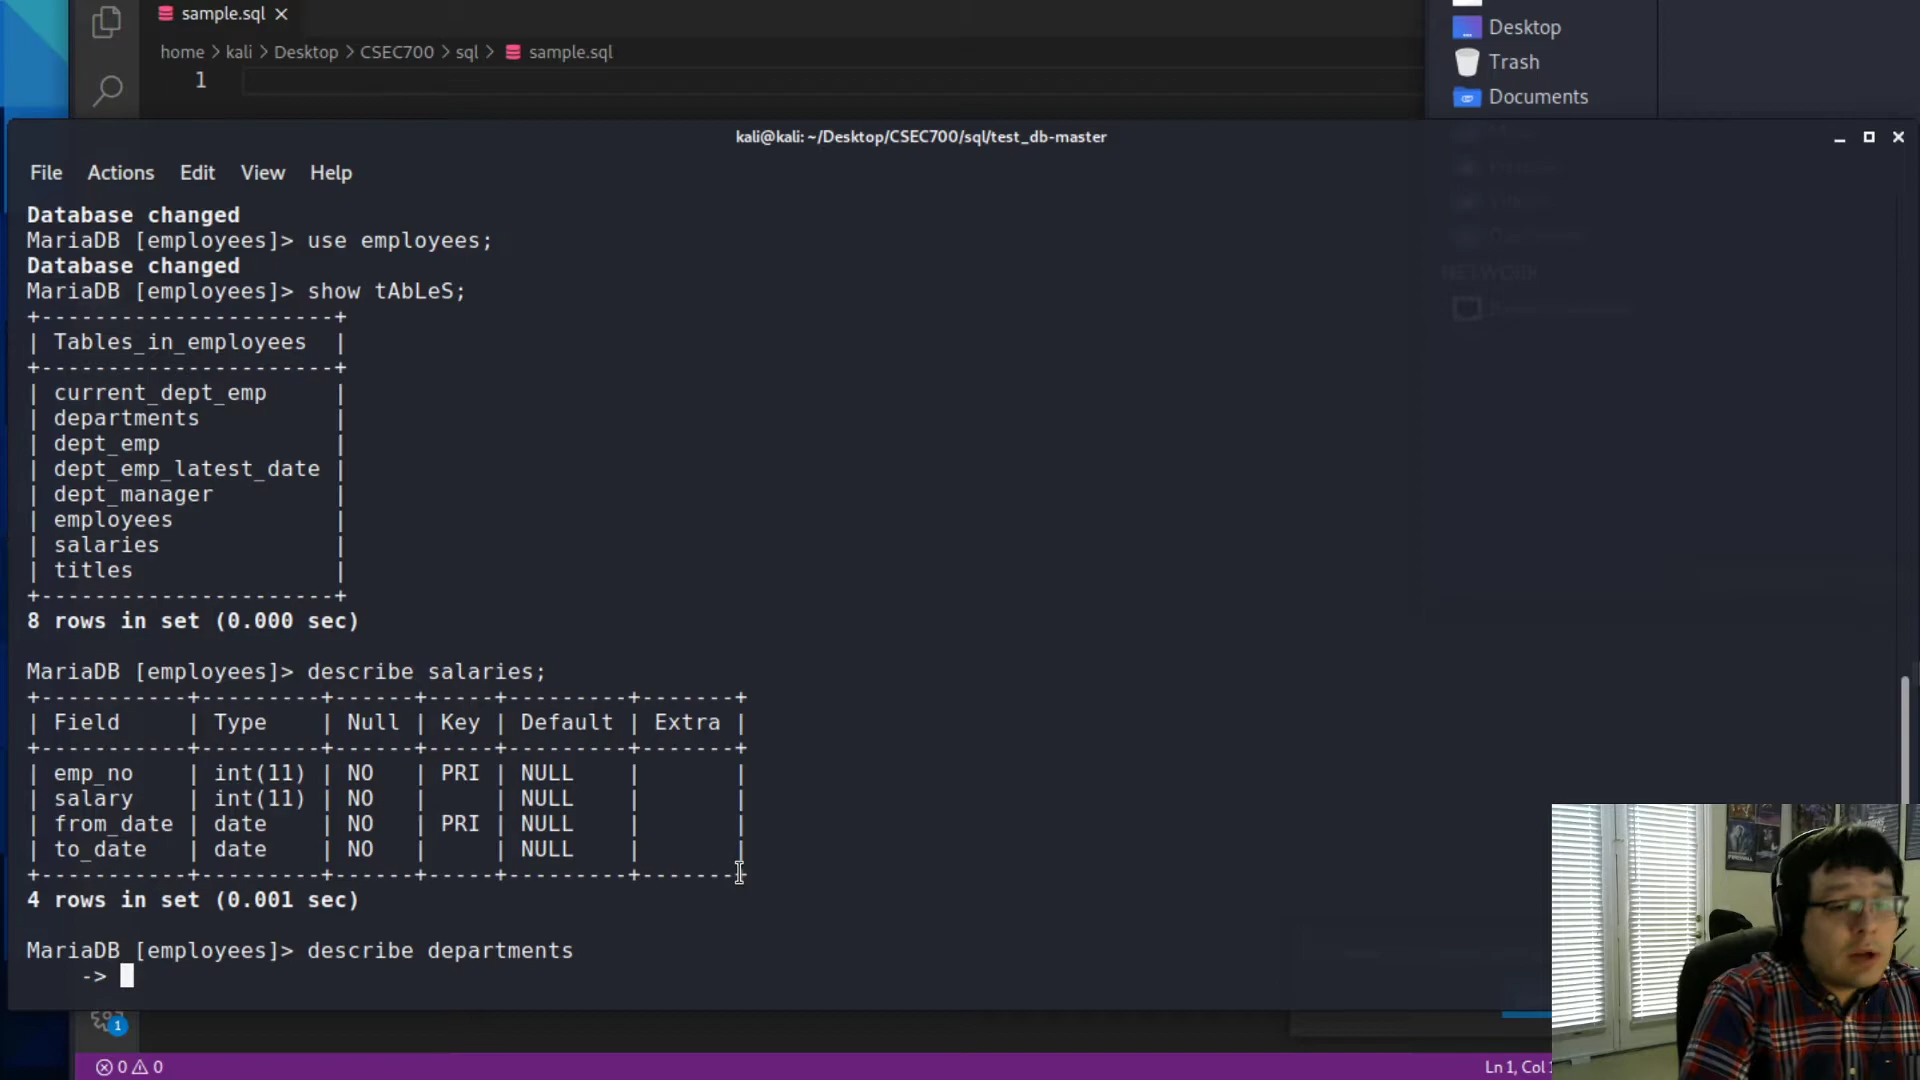 sample.sql
home > kali > Desktop > CSEC700 > sql > sample.sql
1
Desktop
Trash
Documents
kali@kali: ~/Desktop/CSEC700/sql/test_db-master
File Actions Edit View Help
Database changed
MariaDB [employees]> use employees;
Database changed
MariaDB [employees]> show tAbLeS;
+----------------------+
| Tables_in_employees |
+----------------------+
| current_dept_emp |
| departments |
| dept_emp |
| dept_emp_latest_date |
| dept_manager |
| employees |
| salaries |
| titles |
+----------------------+
8 rows in set (0.000 sec)
MariaDB [employees]> describe salaries;
+-----------+---------+------+-----+---------+-------+
| Field | Type | Null | Key | Default | Extra |
+-----------+---------+------+-----+---------+-------+
| emp_no | int(11) | NO | PRI | NULL | |
| salary | int(11) | NO | | NULL | |
| from_date | date | NO | PRI | NULL | |
| to_date | date | NO | | NULL | |
+-----------+---------+------+-----+---------+-------+
4 rows in set (0.001 sec)
MariaDB [employees]> describe departments
->
NETWORK
1
0 0
Ln 1, Col